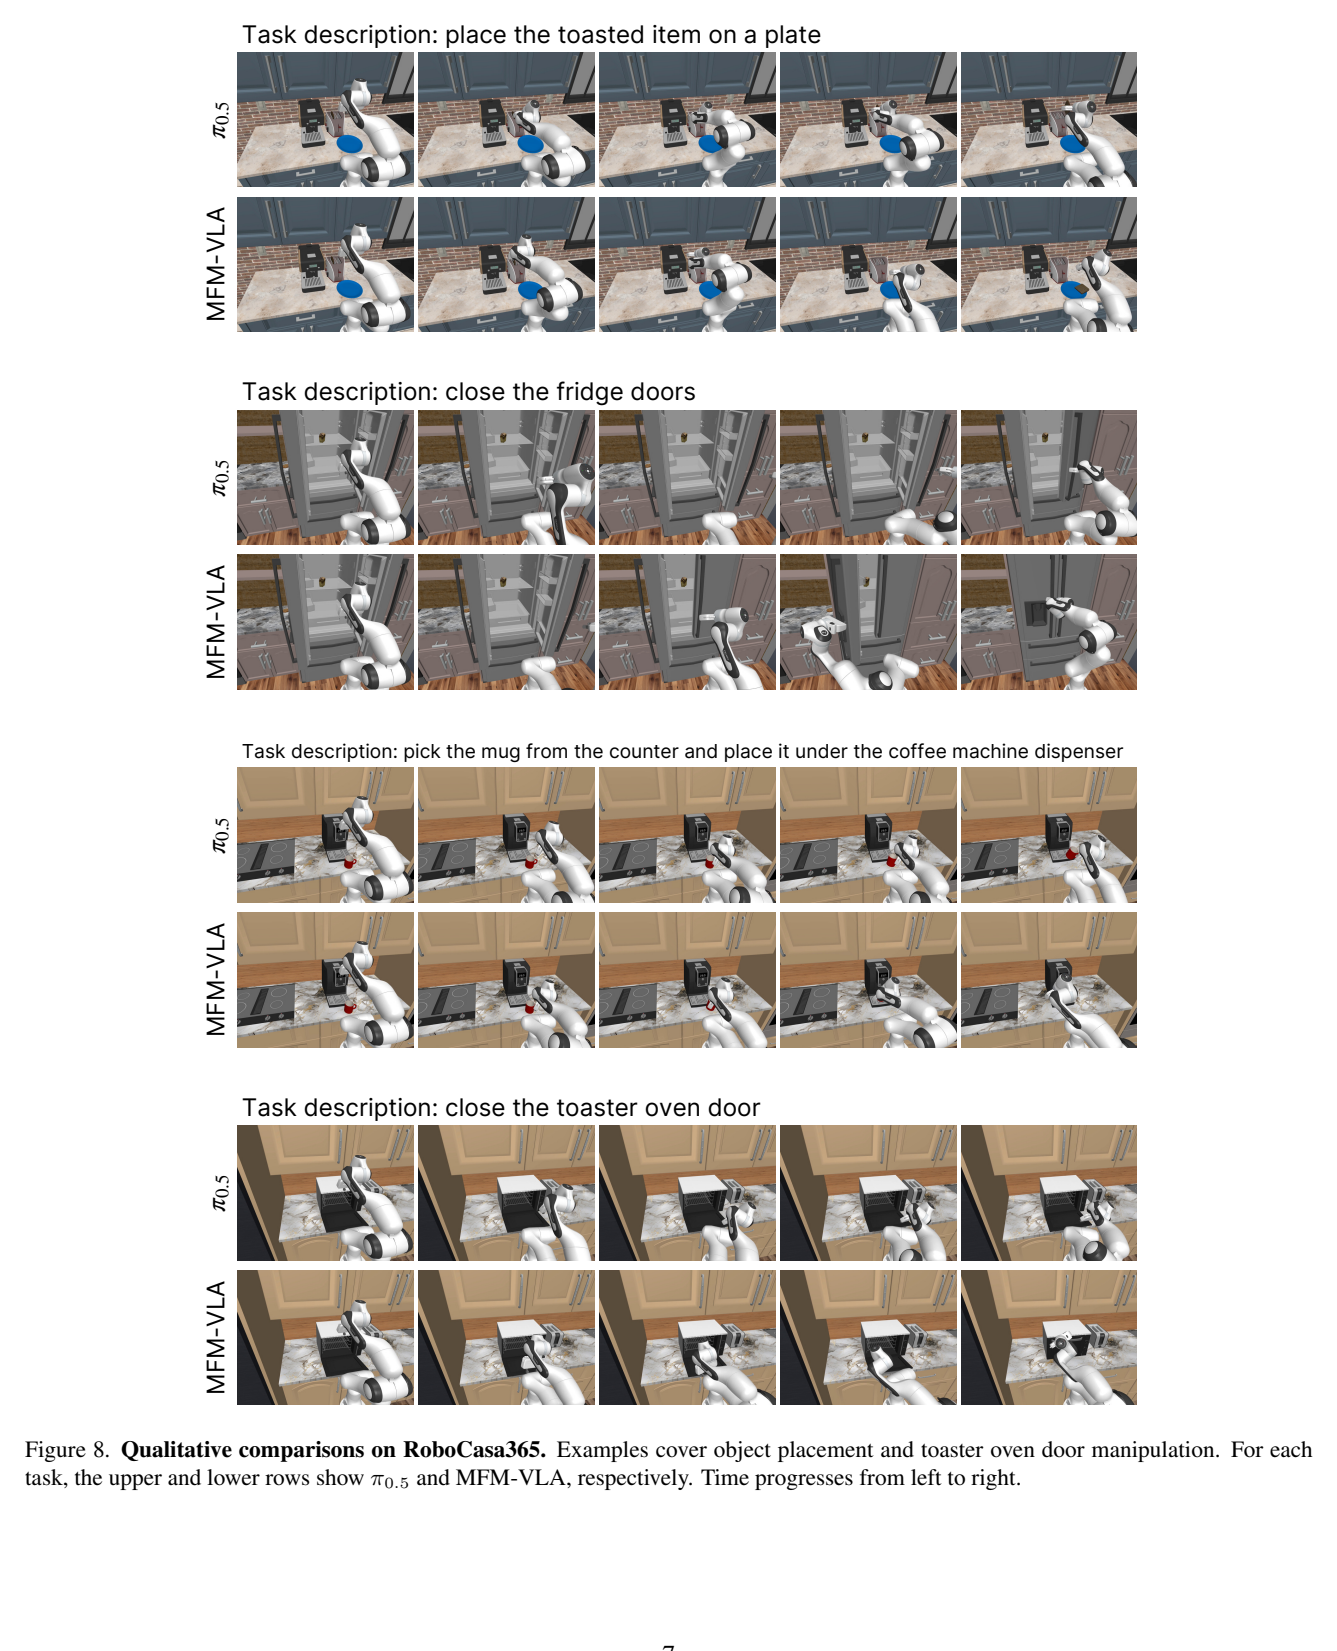 Task description: place the toasted item on a plate
π0.5
MFM-VLA
Task description: close the fridge doors
π0.5
MFM-VLA
Task description: pick the mug from the counter and place it under the coffee machine dispenser
π0.5
MFM-VLA
Task description: close the toaster oven door
π0.5
MFM-VLA
Figure 8. Qualitative comparisons on RoboCasa365. Examples cover object placement and toaster oven door manipulation. For each
task, the upper and lower rows show π0.5 and MFM-VLA, respectively. Time progresses from left to right.